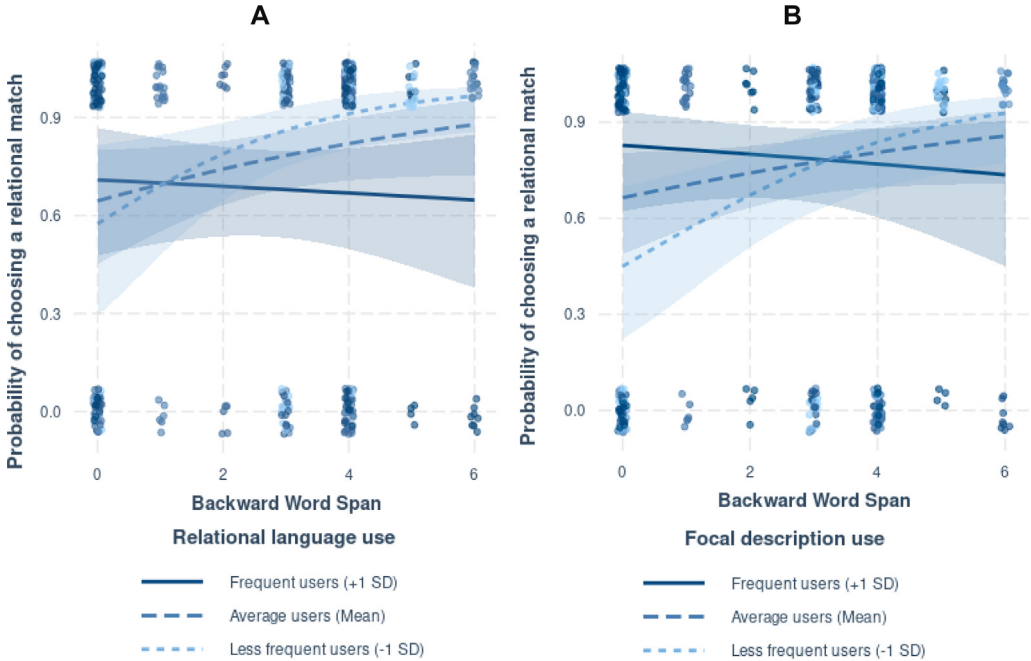 A
Probability of choosing a relational match
0.9
0.6
0.3
0.0
0 2 4 6
Backward Word Span
Relational language use
Frequent users (+1 SD)
Average users (Mean)
Less frequent users (-1 SD)
B
Probability of choosing a relational match
0.9
0.6
0.3
0.0
0 2 4 6
Backward Word Span
Focal description use
Frequent users (+1 SD)
Average users (Mean)
Less frequent users (-1 SD)